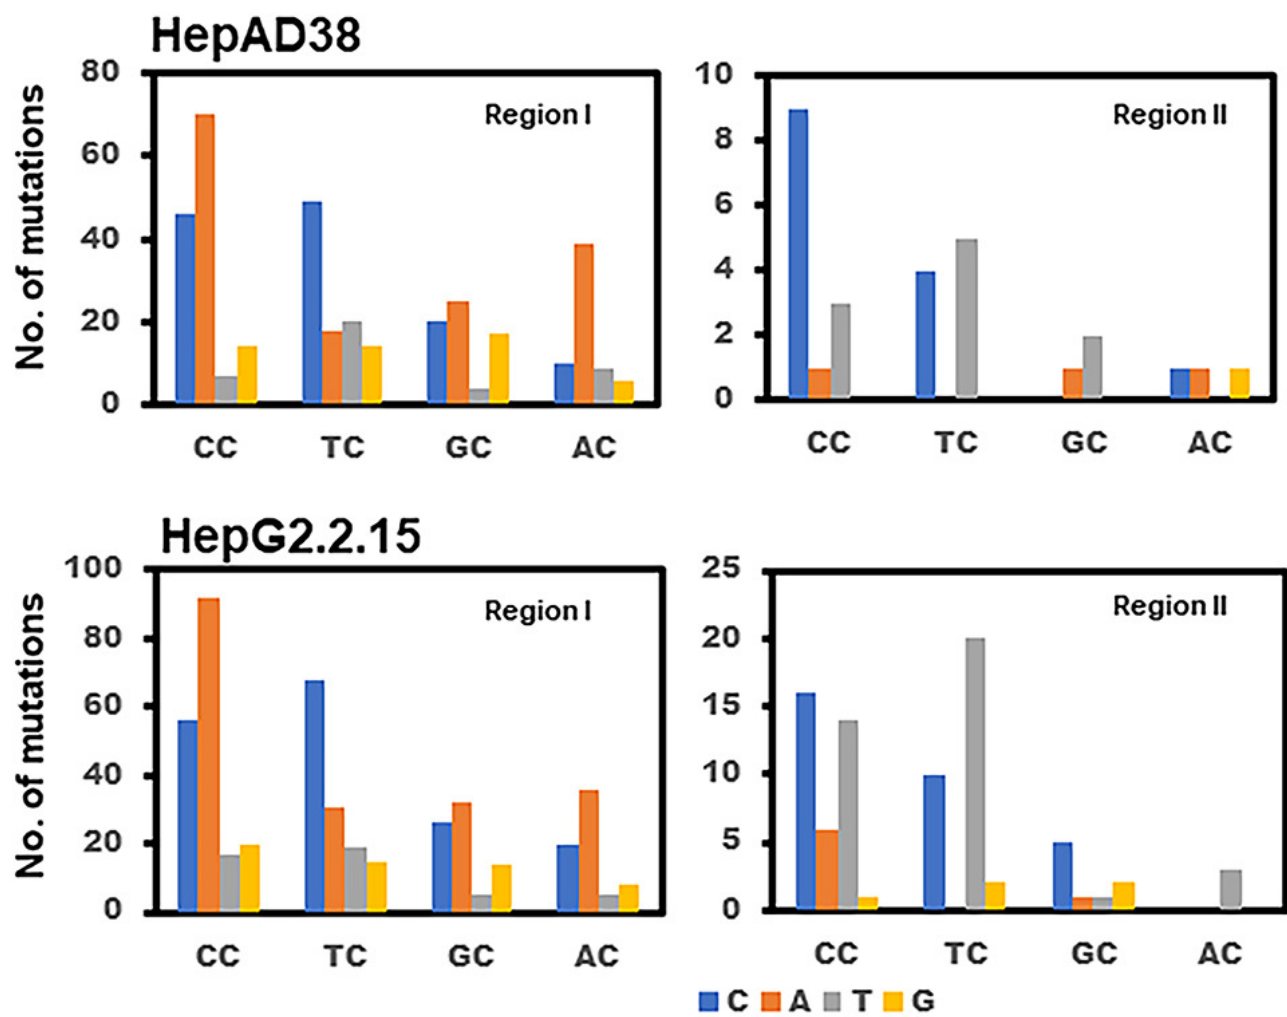 HepAD38
No. of mutations
80
60
40
20
0
Region I
CC TC GC AC
10
8
6
4
2
0
Region II
CC TC GC AC
HepG2.2.15
No. of mutations
100
80
60
40
20
0
Region I
CC TC GC AC
25
20
15
10
5
0
Region II
CC TC GC AC
C A T G